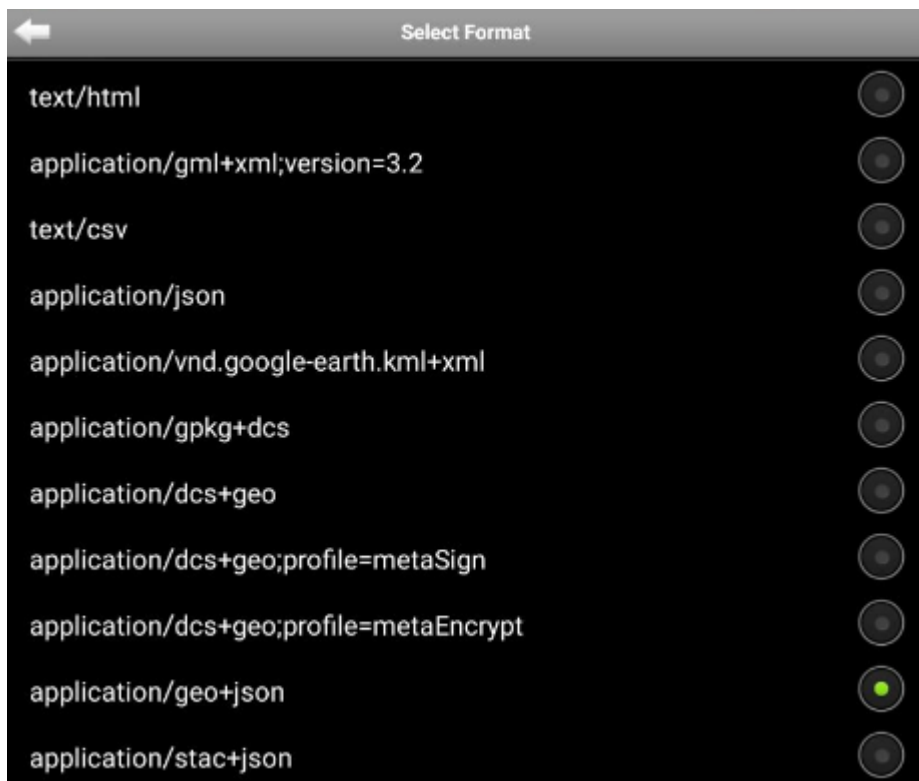 Select Format
text/html
application/gml+xml;version=3.2
text/csv
application/json
application/vnd.google-earth.kml+xml
application/gpkg+dcs
application/dcs+geo
application/dcs+geo;profile=metaSign
application/dcs+geo;profile=metaEncrypt
application/geo+json
application/stac+json